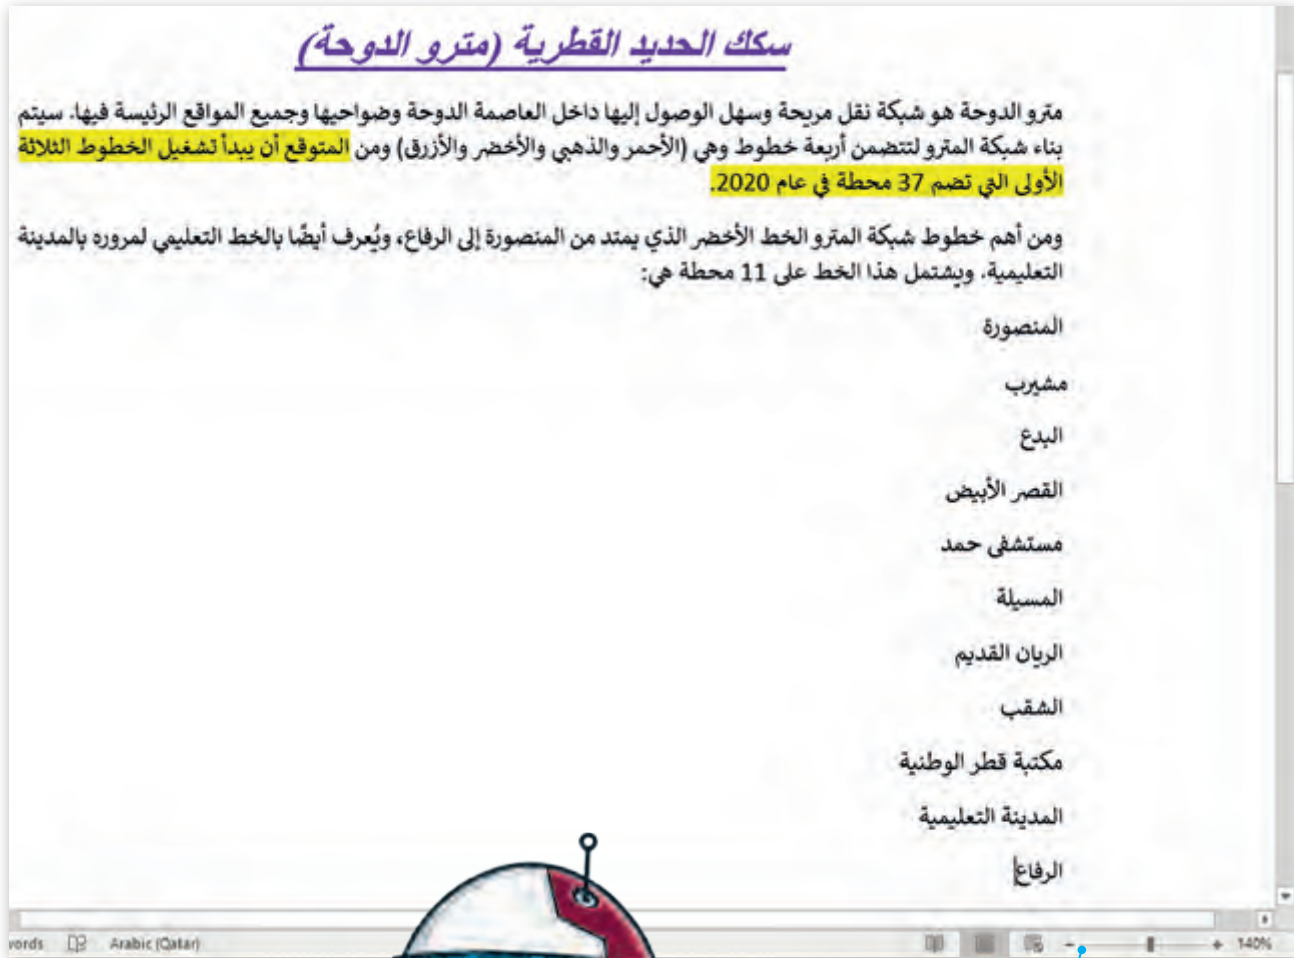 سكك الحديد القطرية (مترو الدوحة)
مترو الدوحة هو شبكة نقل مريحة وسهل الوصول إليها داخل العاصمة الدوحة وضواحيها وجميع المواقع الرئيسة فيها. سيتم
بناء شبكة المترو لتتضمن أربعة خطوط وهي (الأحمر والذهبي والأخضر والأزرق) ومن المتوقع أن يبدأ تشغيل الخطوط الثلاثة
الأولى التي تضم 37 محطة في عام 2020.
ومن أهم خطوط شبكة المترو الخط الأخضر الذي يمتد من المنصورة إلى الرفاع، ويُعرف أيضًا بالخط التعليمي لمروره بالمدينة
التعليمية. ويشتمل هذا الخط على 11 محطة هي:
المنصورة
مشيرب
البدع
القصر الأبيض
مستشفى حمد
المسيلة
الريان القديم
الشقب
مكتبة قطر الوطنية
المدينة التعليمية
الرفاع
words Arabic (Qatar) - + 140%